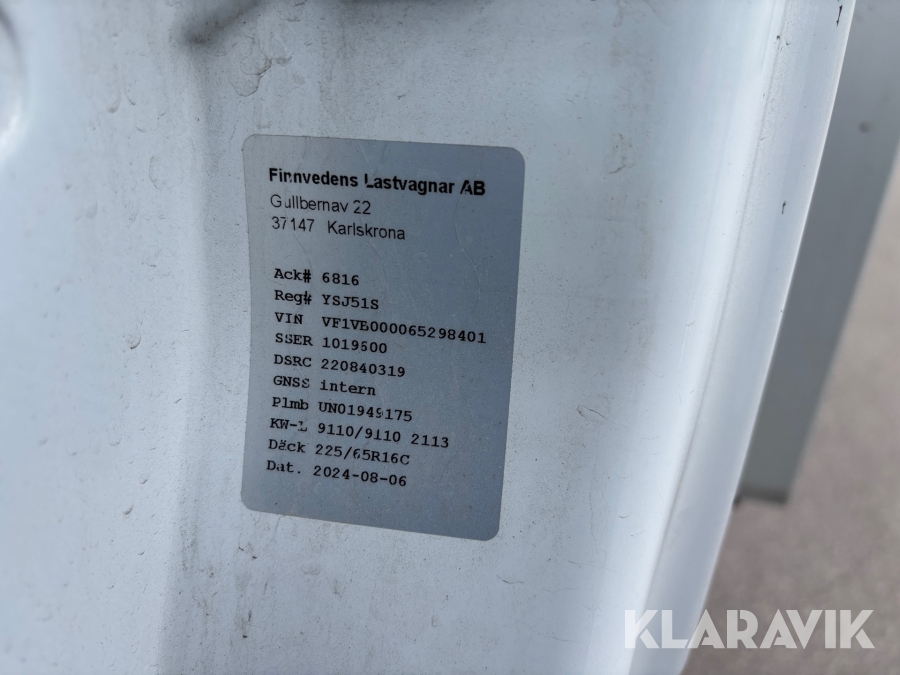 Finnvedens Lastvagnar AB
Gullbernav 22
37147 Karlskrona
Ack# 6816
Reg# YSJ51S
VIN VF1VB000065298401
SSER 1019600
DSRC 220840319
GNSS intern
Plmb UN01949175
KW-L 9110/9110 2113
Däck 225/65R16C
Dat. 2024-08-06
KLARAVIK